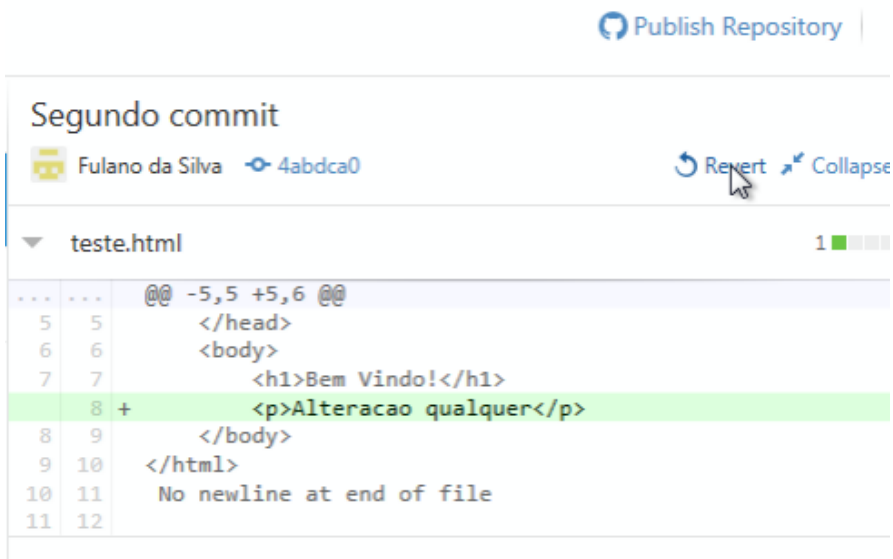 Publish Repository
Segundo commit
Fulano da Silva 4abdca0 Revert Collapse
teste.html 1
... ... @@ -5,5 +5,6 @@
5 5 </head>
6 6 <body>
7 7 <h1>Bem Vindo!</h1>
8 + <p>Alteracao qualquer</p>
8 9 </body>
9 10 </html>
10 11 No newline at end of file
11 12